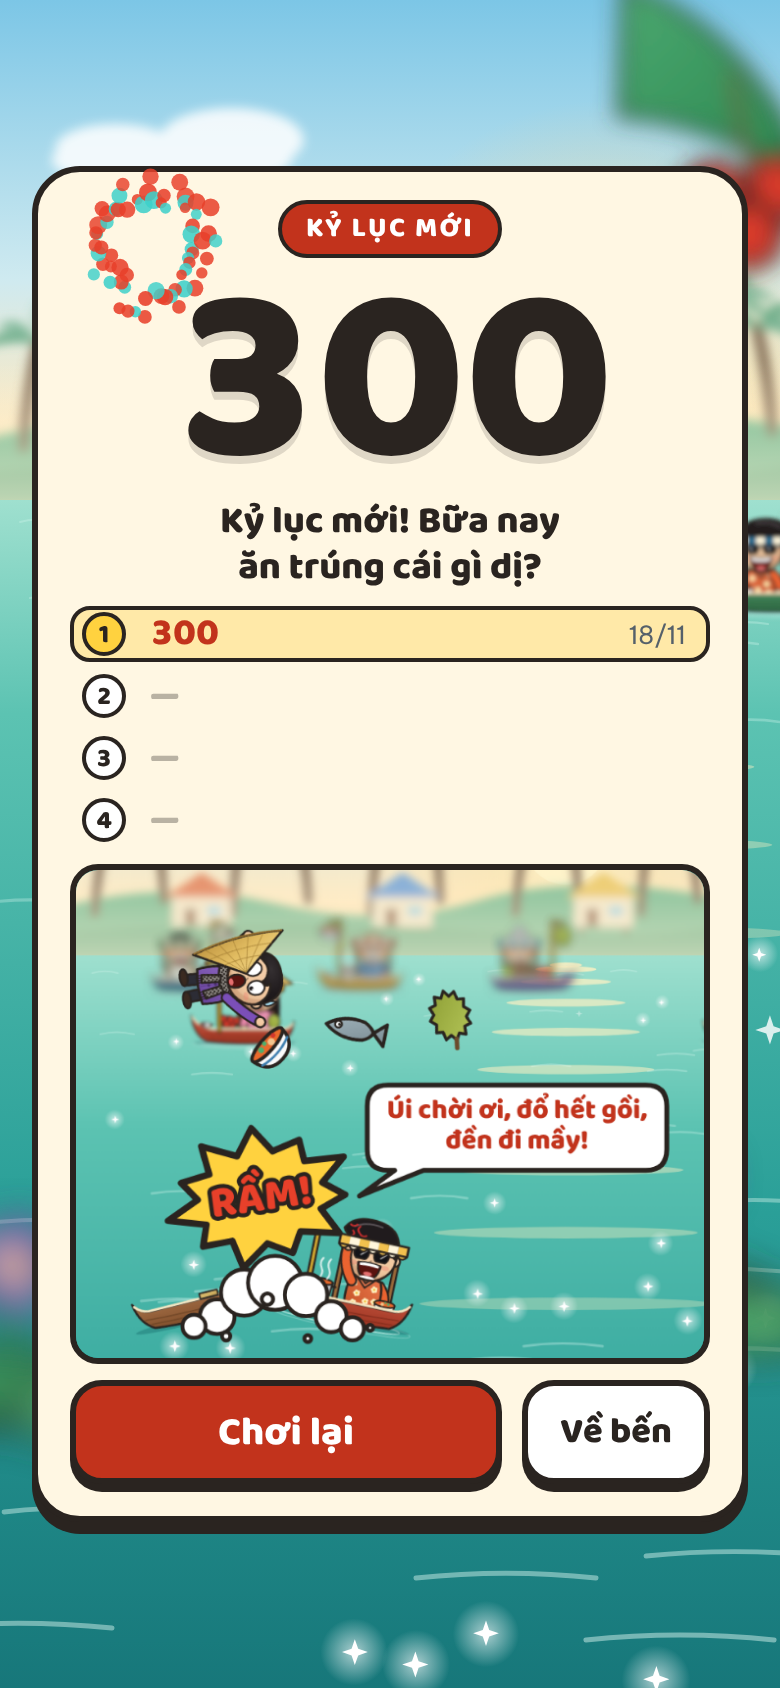 KỶ LỤC MỚI
300
Kỷ lục mới! Bữa nay
ăn trúng cái gì dị?
1 300 18/11
2 —
3 —
4 —
Úi chời ơi, đổ hết gồi,
đền đi mầy!
RẦM!
Chơi lại
Về bến